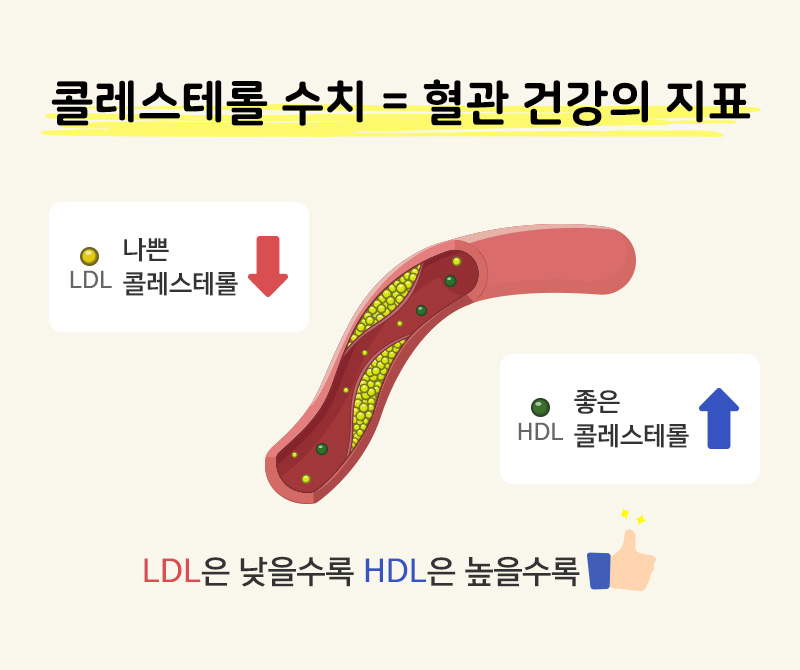 콜레스테롤 수치 = 혈관 건강의 지표
LDL
나쁜
콜레스테롤
HDL
좋은
콜레스테롤
LDL은 낮을수록 HDL은 높을수록